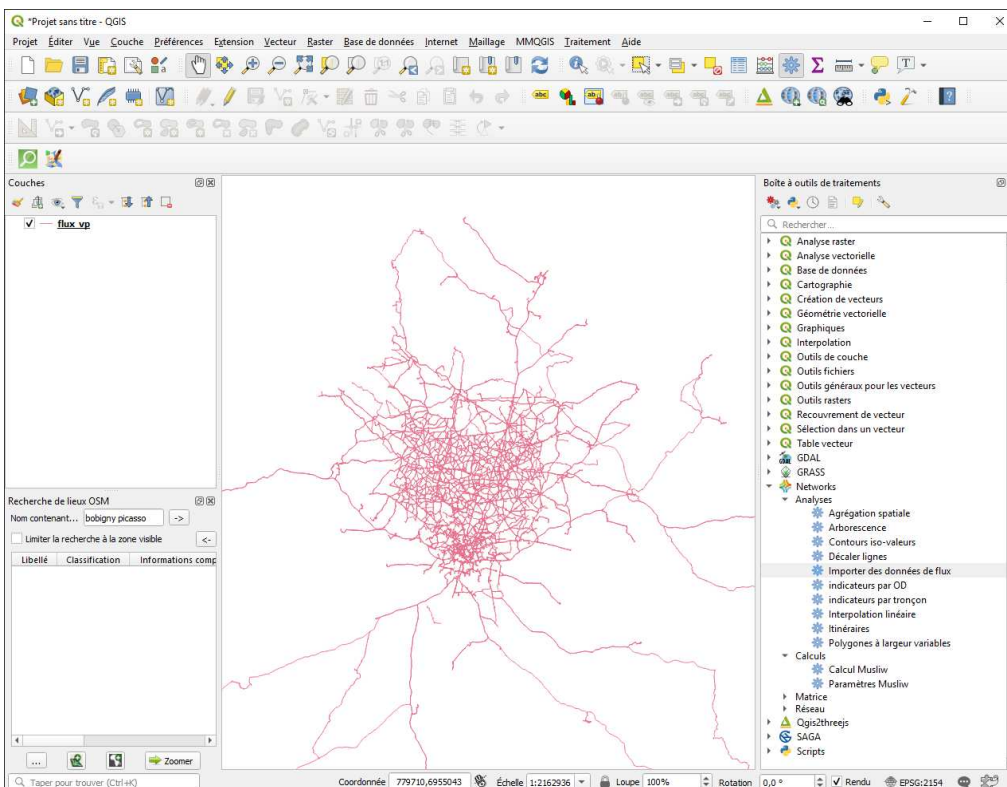 *Projet sans titre - QGIS
Projet Éditer Vue Couche Préférences Extension Vecteur Raster Base de données Internet Maillage MMQGIS Traitement Aide
Couches
flux_vp
Recherche de lieux OSM
Nom contenant... bobigny picasso ->
Limiter la recherche à la zone visible <-
Libellé Classification Informations comp
... Zoomer
Boîte à outils de traitements
Rechercher...
Analyse raster
Analyse vectorielle
Base de données
Cartographie
Création de vecteurs
Géométrie vectorielle
Graphiques
Interpolation
Outils de couche
Outils fichiers
Outils généraux pour les vecteurs
Outils rasters
Recouvrement de vecteur
Sélection dans un vecteur
Table vecteur
GDAL
GRASS
Networks
Analyses
Agrégation spatiale
Arborescence
Contours iso-valeurs
Décaler lignes
Importer des données de flux
indicateurs par OD
indicateurs par tronçon
Interpolation linéaire
Itinéraires
Polygones à largeur variables
Calculs
Calcul Musliw
Paramètres Musliw
Matrice
Réseau
Qgis2threejs
SAGA
Scripts
Taper pour trouver (Ctrl+K) Coordonnée 779710,6955043 Échelle 1:2162936 Loupe 100% Rotation 0,0 ° Rendu EPSG:2154